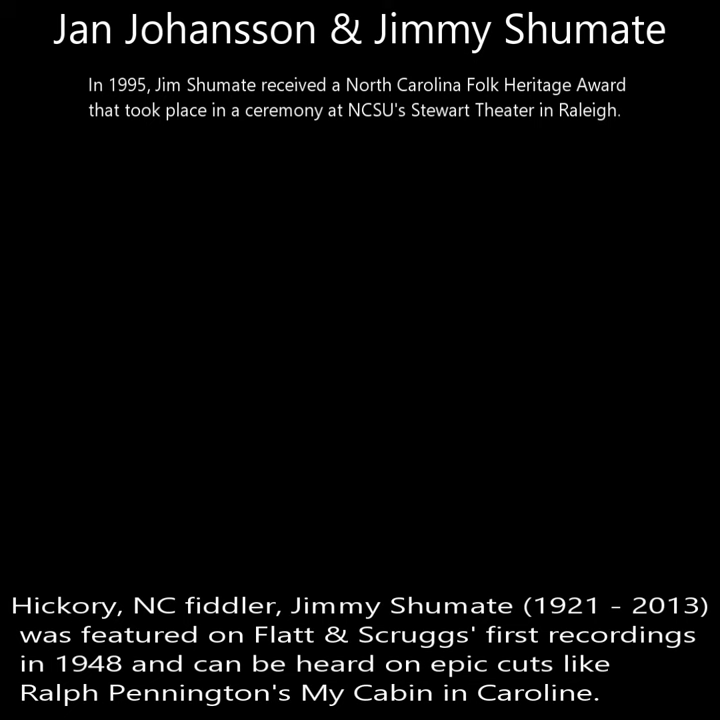 Jan Johansson & Jimmy Shumate
In 1995, Jim Shumate received a North Carolina Folk Heritage Award
that took place in a ceremony at NCSU's Stewart Theater in Raleigh.
Hickory, NC fiddler, Jimmy Shumate (1921 - 2013)
was featured on Flatt & Scruggs' first recordings
in 1948 and can be heard on epic cuts like
Ralph Pennington's My Cabin in Caroline.